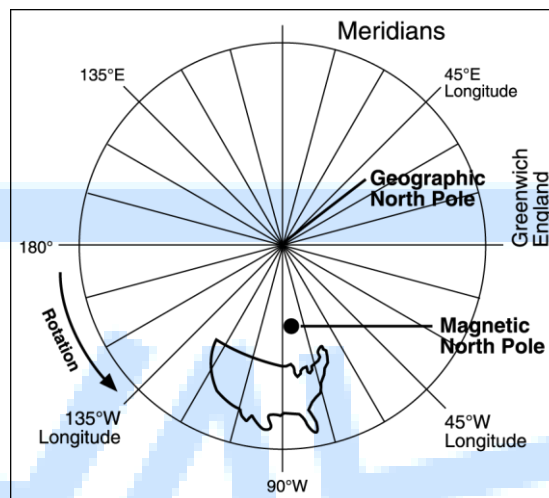 Meridians
135°E
45°E
Longitude
Geographic
North Pole
Greenwich
England
180°
Rotation
Magnetic
North Pole
135°W
Longitude
45°W
Longitude
90°W